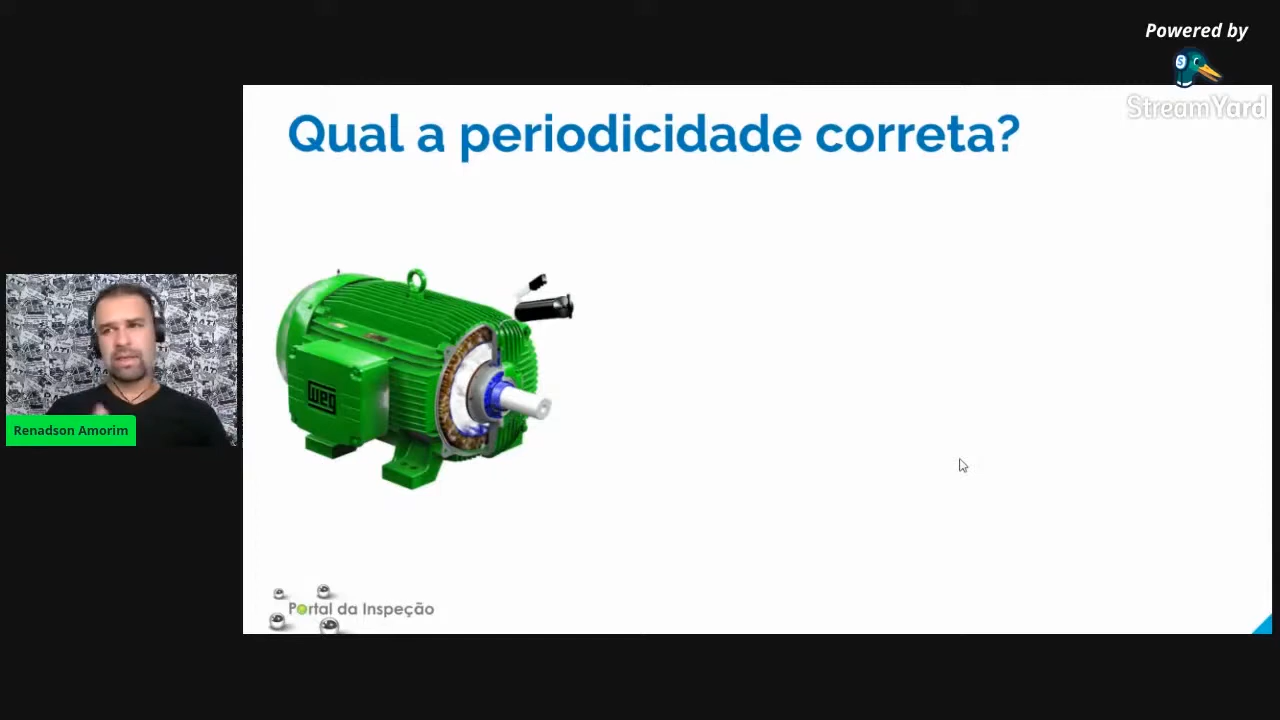 Powered by
StreamYard
Qual a periodicidade correta?
weg
Renadson Amorim
Portal da Inspeção